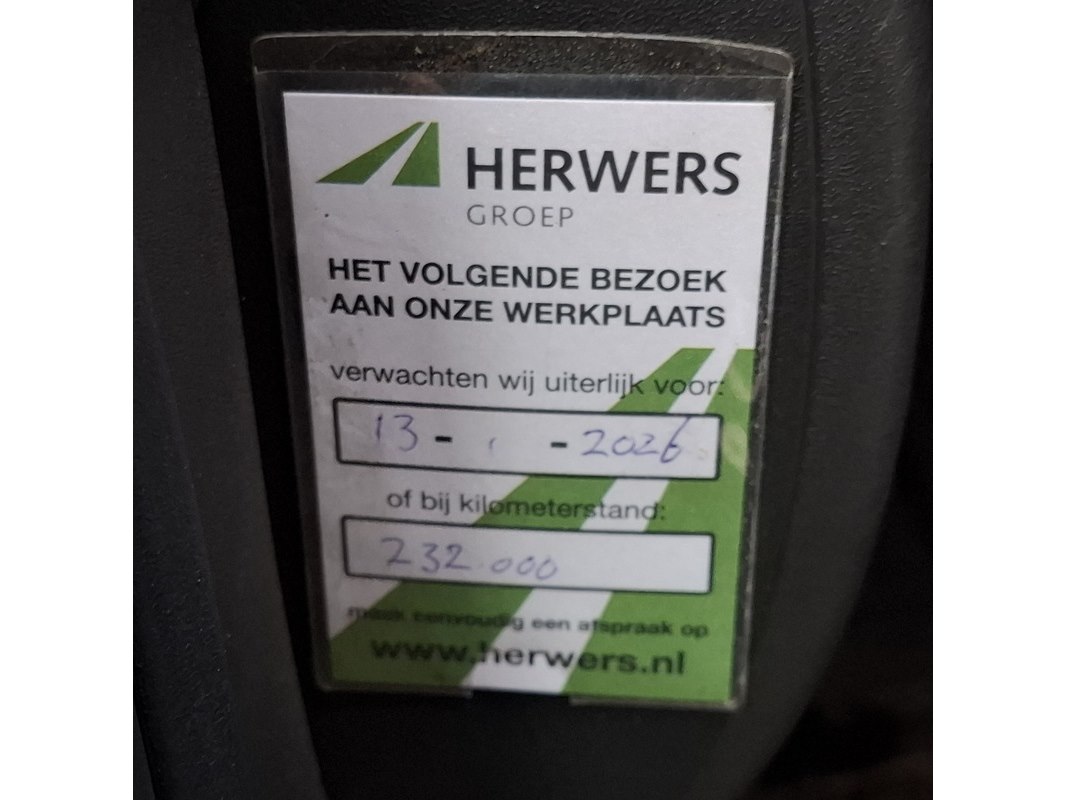 HERWERS
GROEP
HET VOLGENDE BEZOEK
AAN ONZE WERKPLAATS
verwachten wij uiterlijk voor:
13 - - 2026
of bij kilometerstand:
232.000
maak eenvoudig een afspraak op
www.herwers.nl